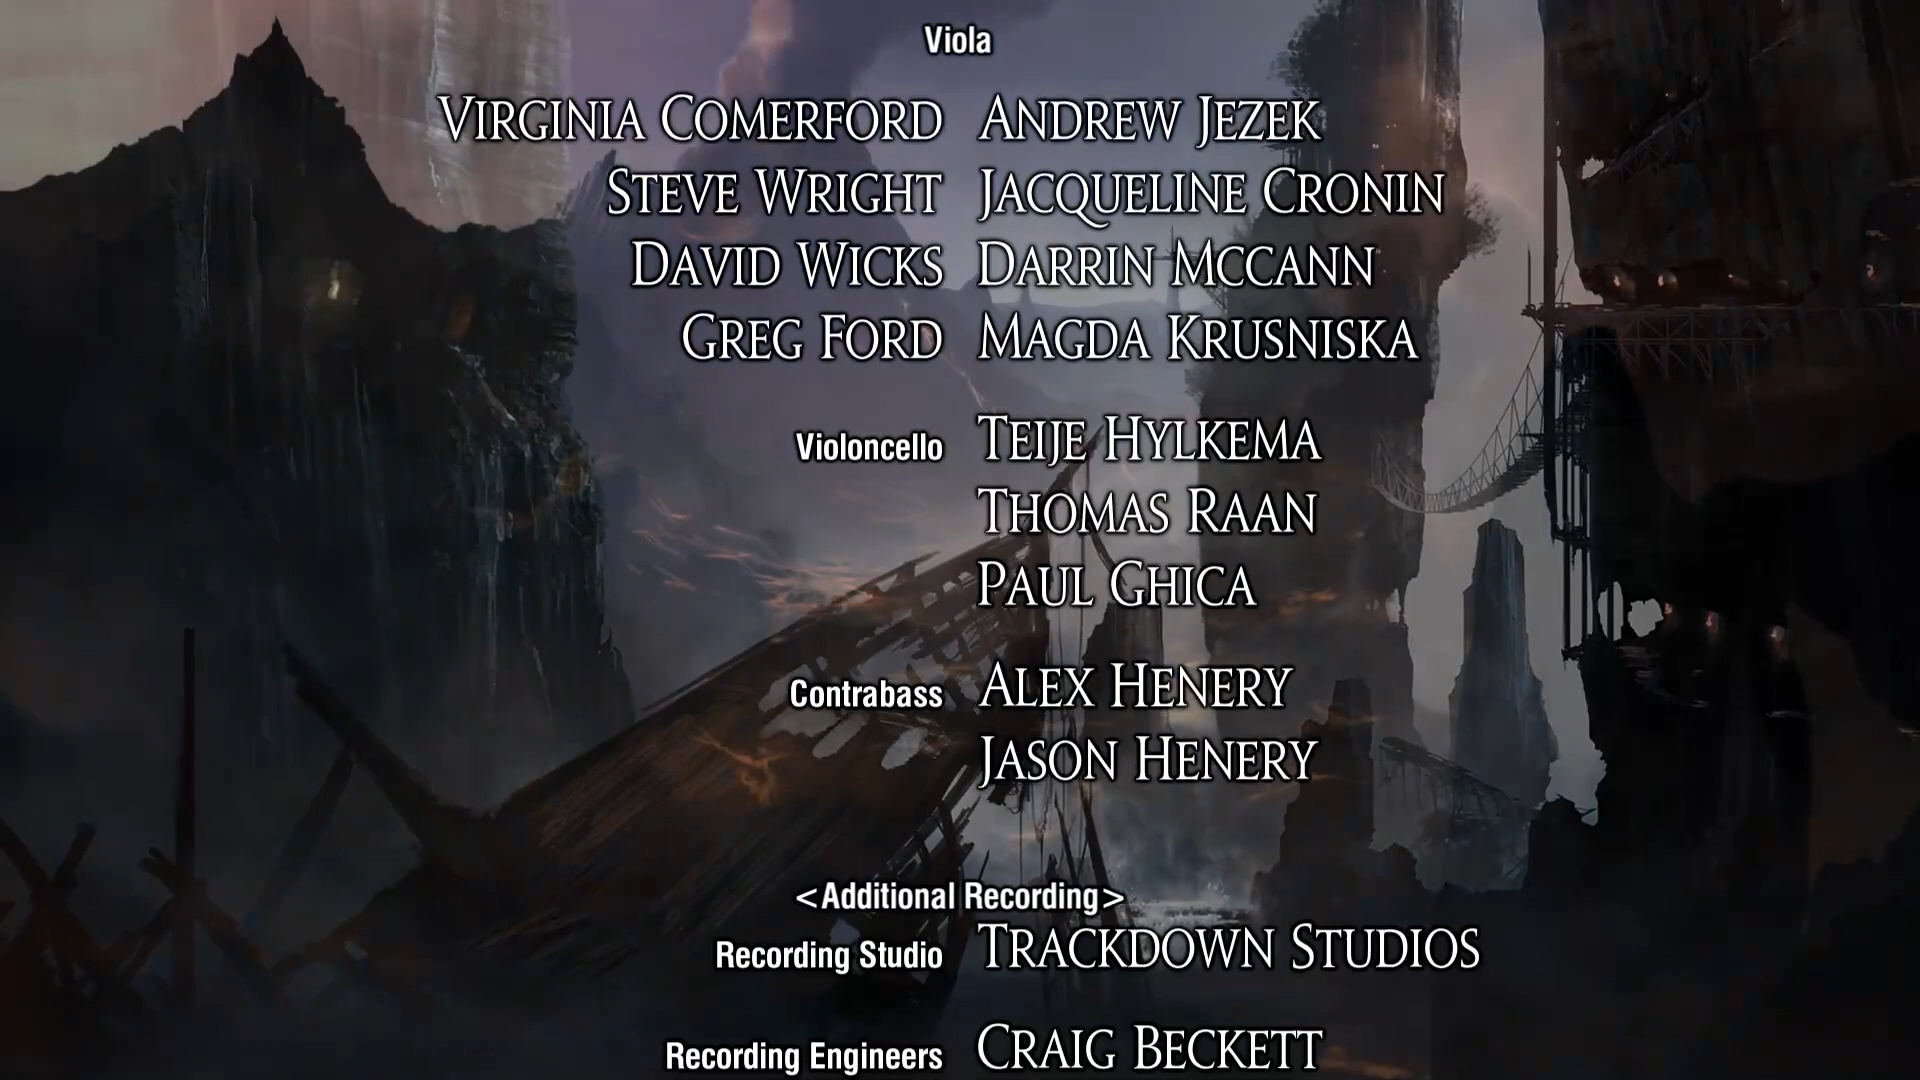 Viola
VIRGINIA COMERFORD ANDREW JEZEK
STEVE WRIGHT JACQUELINE CRONIN
DAVID WICKS DARRIN MCCANN
GREG FORD MAGDA KRUSNISKA
Violoncello TEIJE HYLKEMA
THOMAS RAAN
PAUL GHICA
Contrabass ALEX HENERY
JASON HENERY
<Additional Recording>
Recording Studio TRACKDOWN STUDIOS
Recording Engineers CRAIG BECKETT